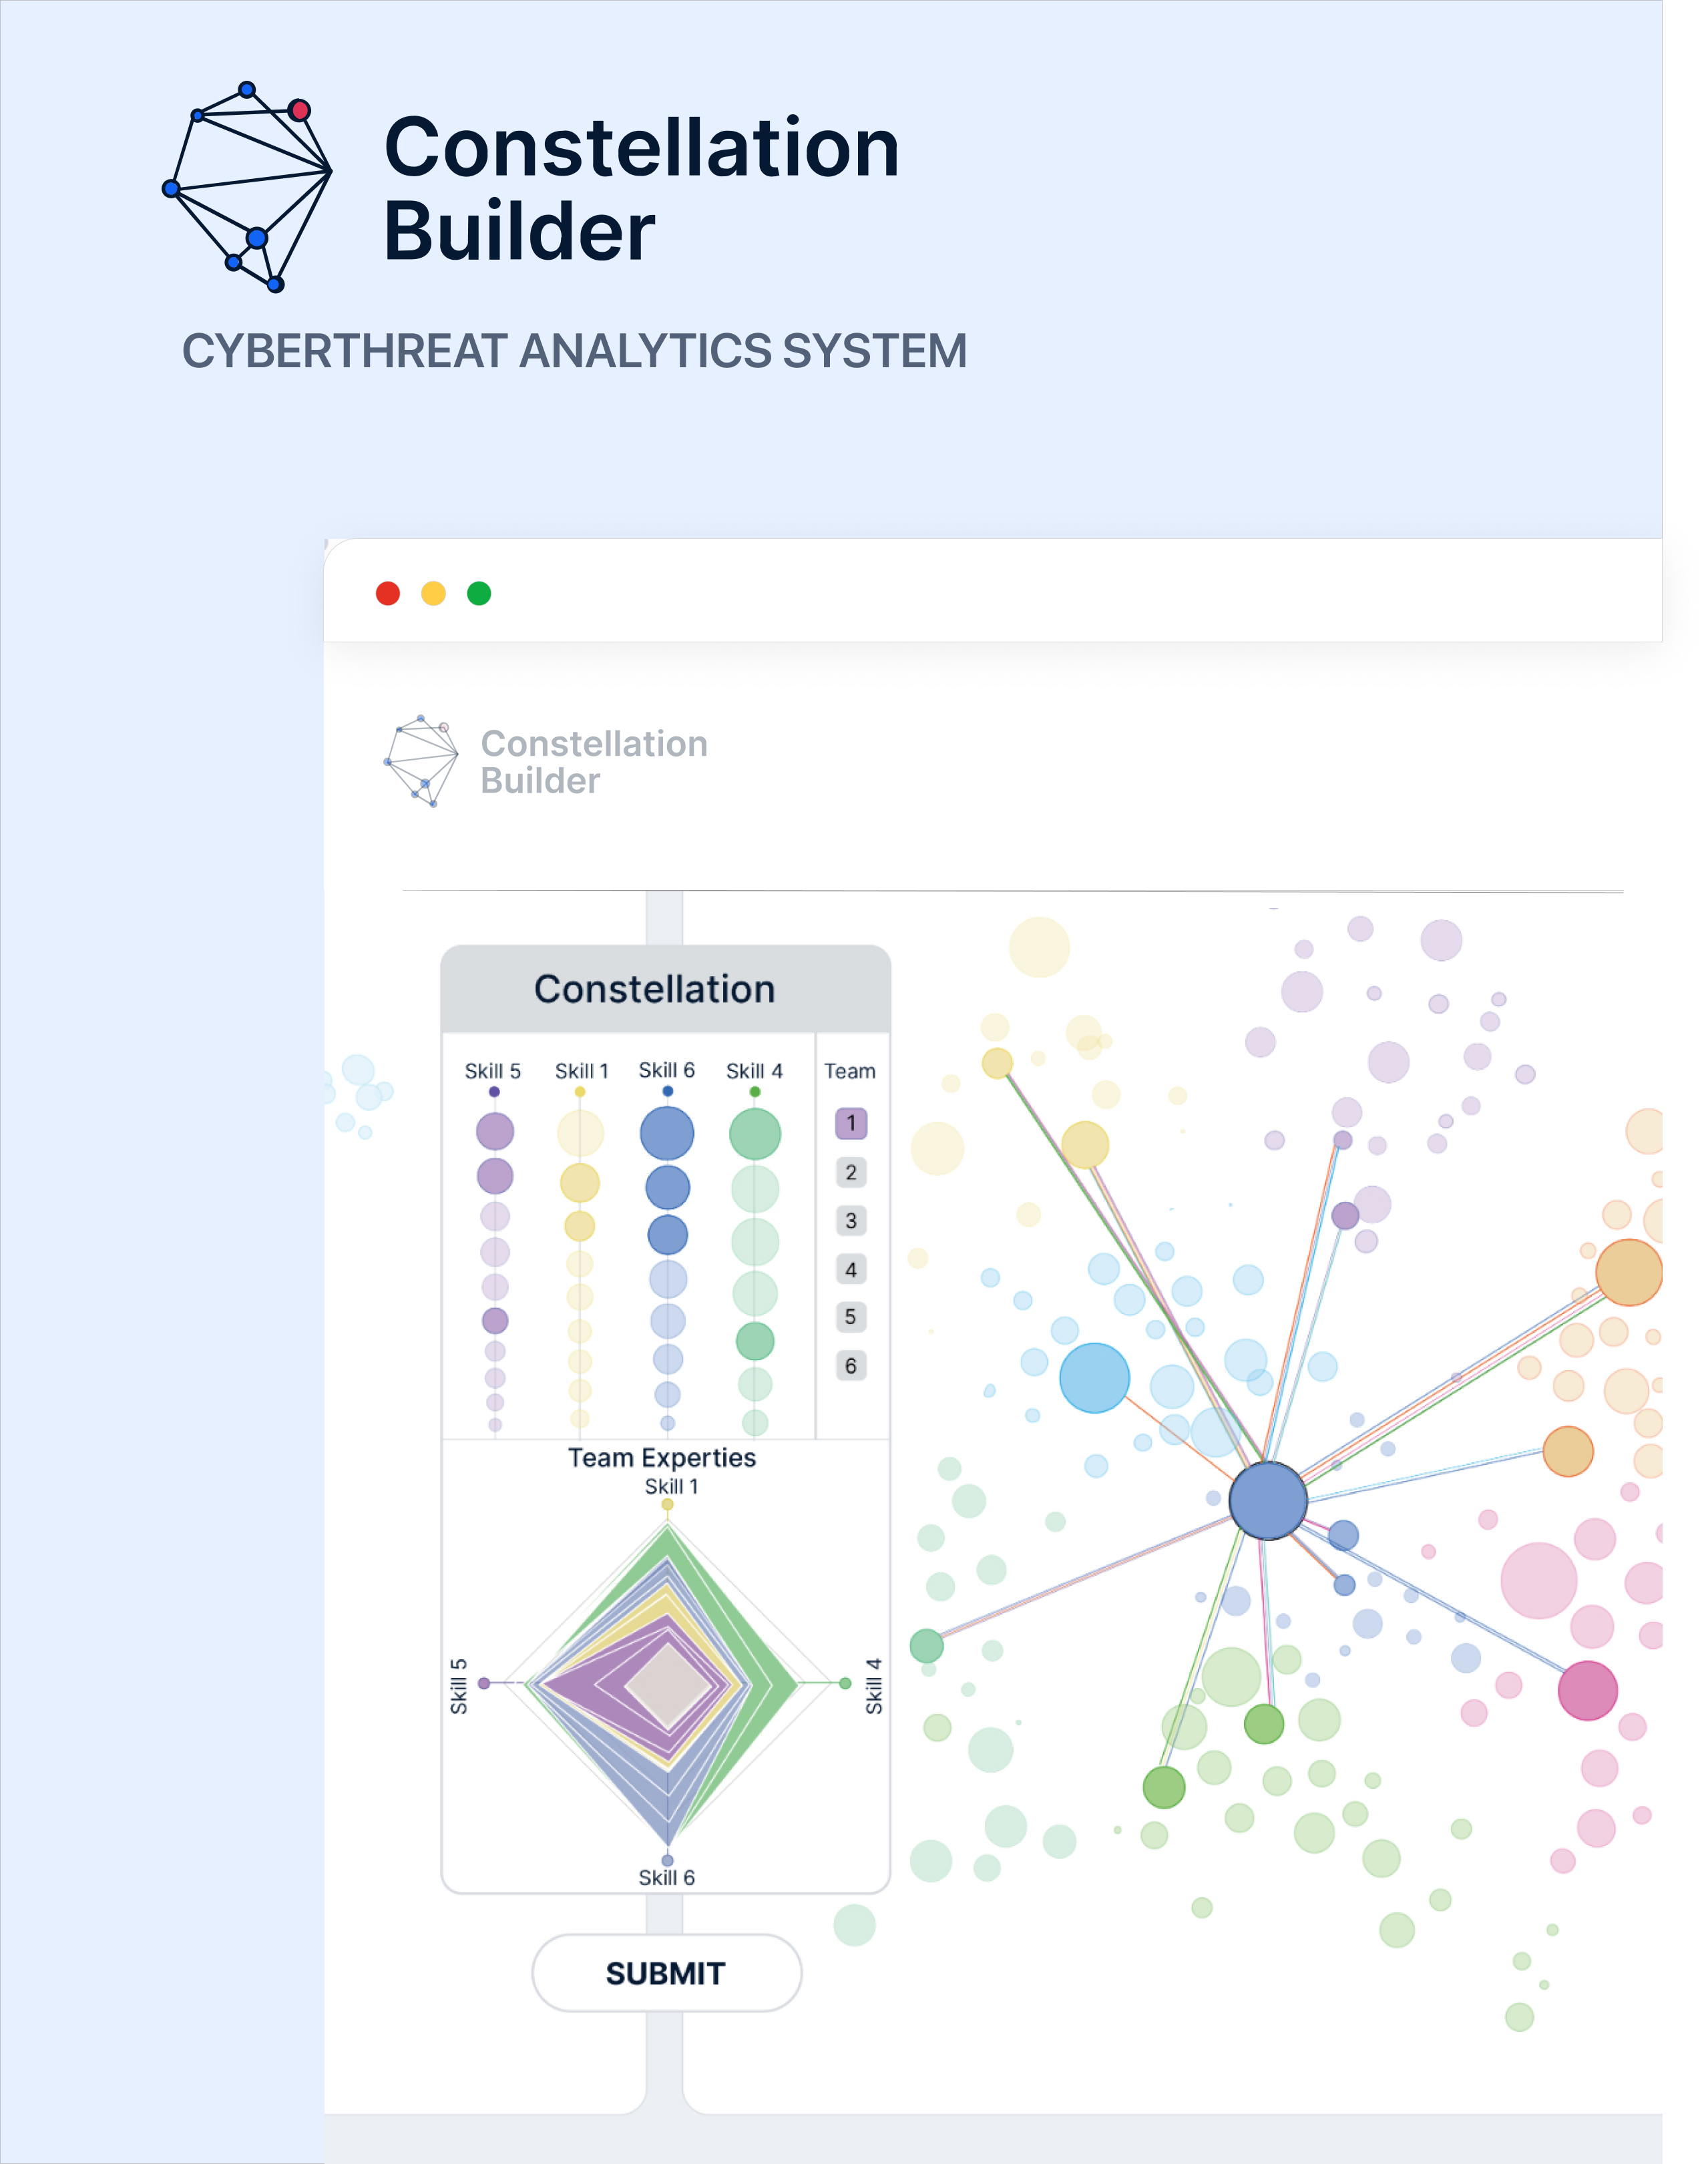 Constellation
Builder
CYBERTHREAT ANALYTICS SYSTEM
Constellation
Builder
Constellation
Skill 5 Skill 1 Skill 6 Skill 4 Team
1
2
3
4
5
6
Team Experties
Skill 1
Skill 5
Skill 4
Skill 6
SUBMIT